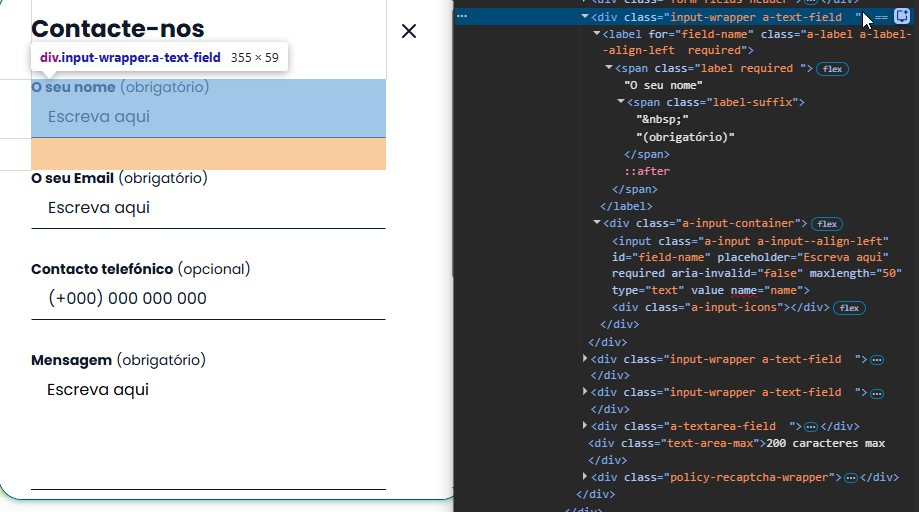 Contacte-nos
div.input-wrapper.a-text-field 355 × 59
O seu nome (obrigatório)
Escreva aqui
O seu Email (obrigatório)
Escreva aqui
Contacto telefónico (opcional)
(+000) 000 000 000
Mensagem (obrigatório)
Escreva aqui
<div class="input-wrapper a-text-field  "> ==
<label for="field-name" class="a-label a-label-
-align-left  required">
<span class="label required "> flex
"O seu nome"
<span class="label-suffix">
"&nbsp;"
"(obrigatório)"
</span>
::after
</span>
</label>
<div class="a-input-container"> flex
<input class="a-input a-input--align-left"
id="field-name" placeholder="Escreva aqui"
required aria-invalid="false" maxlength="50"
type="text" value name="name">
<div class="a-input-icons"></div> flex
</div>
</div>
<div class="input-wrapper a-text-field  ">
</div>
<div class="input-wrapper a-text-field  ">
</div>
<div class="a-textarea-field  "></div>
<div class="text-area-max">200 caracteres max
</div>
<div class="policy-recaptcha-wrapper"></div>
</div>